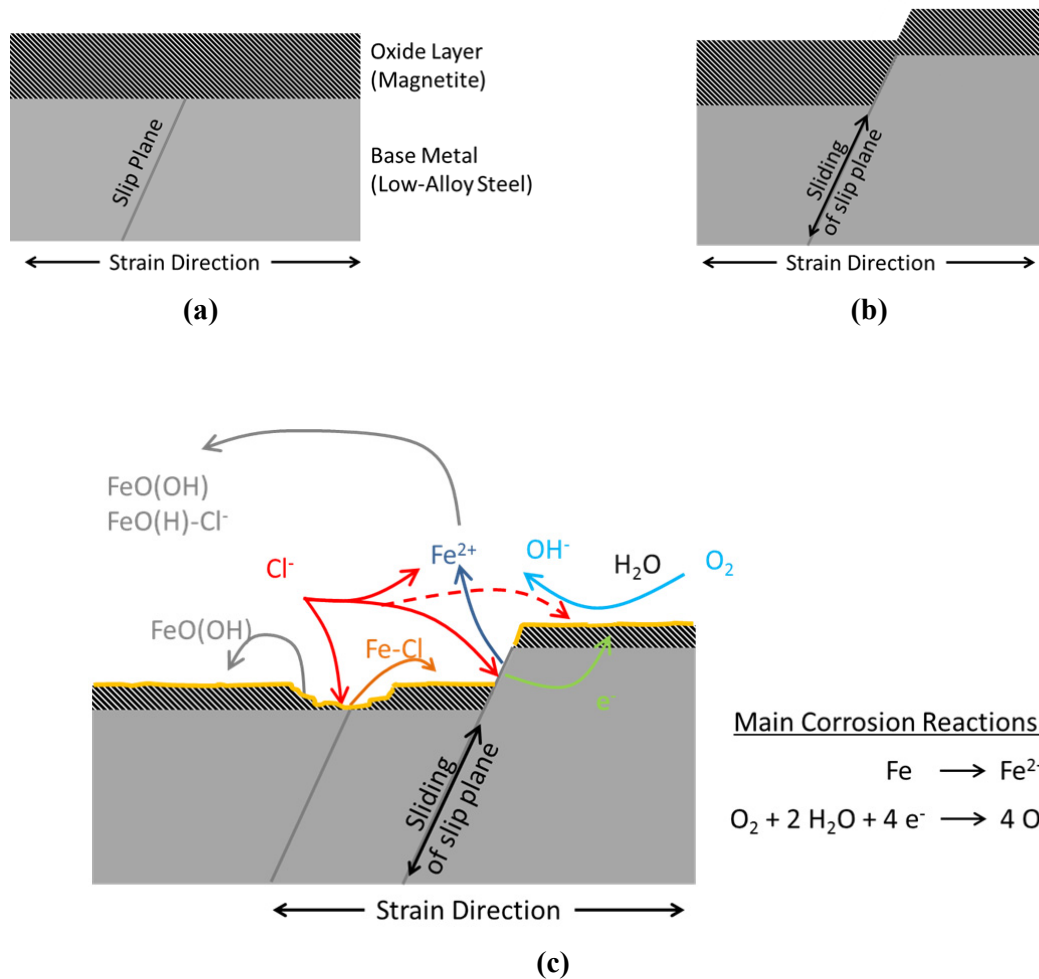 Oxide Layer
(Magnetite)
Slip Plane
Base Metal
(Low-Alloy Steel)
Strain Direction
(a)
Sliding
of slip plane
Strain Direction
(b)
FeO(OH)
FeO(H)-Cl⁻
Cl⁻
Fe²⁺
OH⁻
H₂O
O₂
FeO(OH)
Fe-Cl
e⁻
Sliding
of slip plane
Strain Direction
Main Corrosion Reactions
Fe → Fe²⁻
O₂ + 2 H₂O + 4 e⁻ → 4 O
(c)